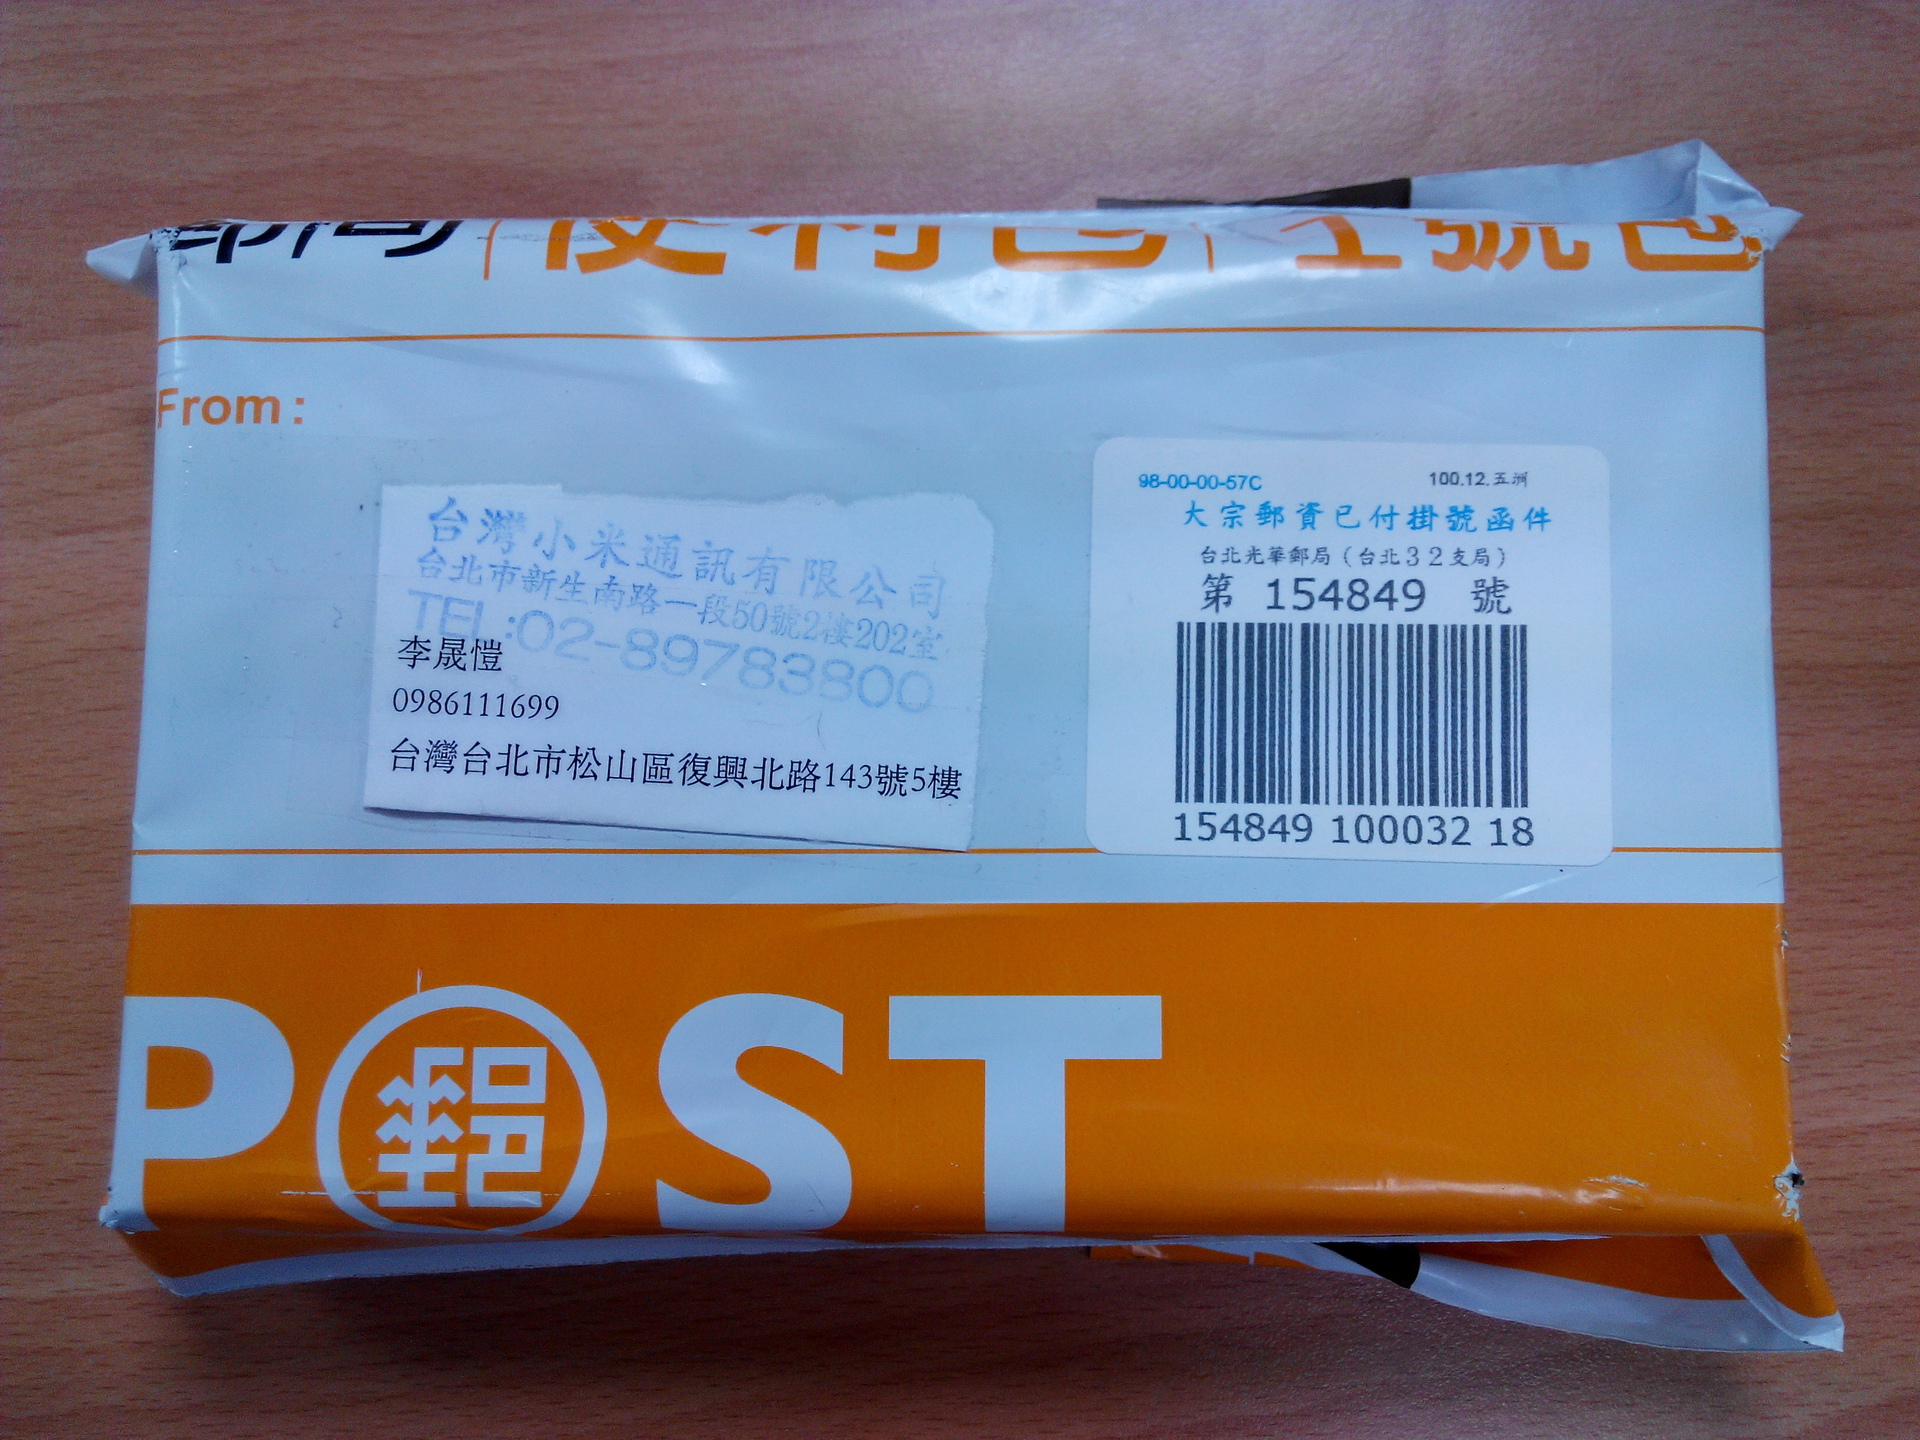 郵局 便利包 1號包
From:
台灣小米通訊有限公司
台北市新生南路一段50號2樓202室
TEL:02-89783800
李晟愷
0986111699
台灣台北市松山區復興北路143號5樓
98-00-00-57C 100.12.五洲
大宗郵資已付掛號函件
台北光華郵局(台北32支局)
第 154849 號
154849 100032 18
POST
郵